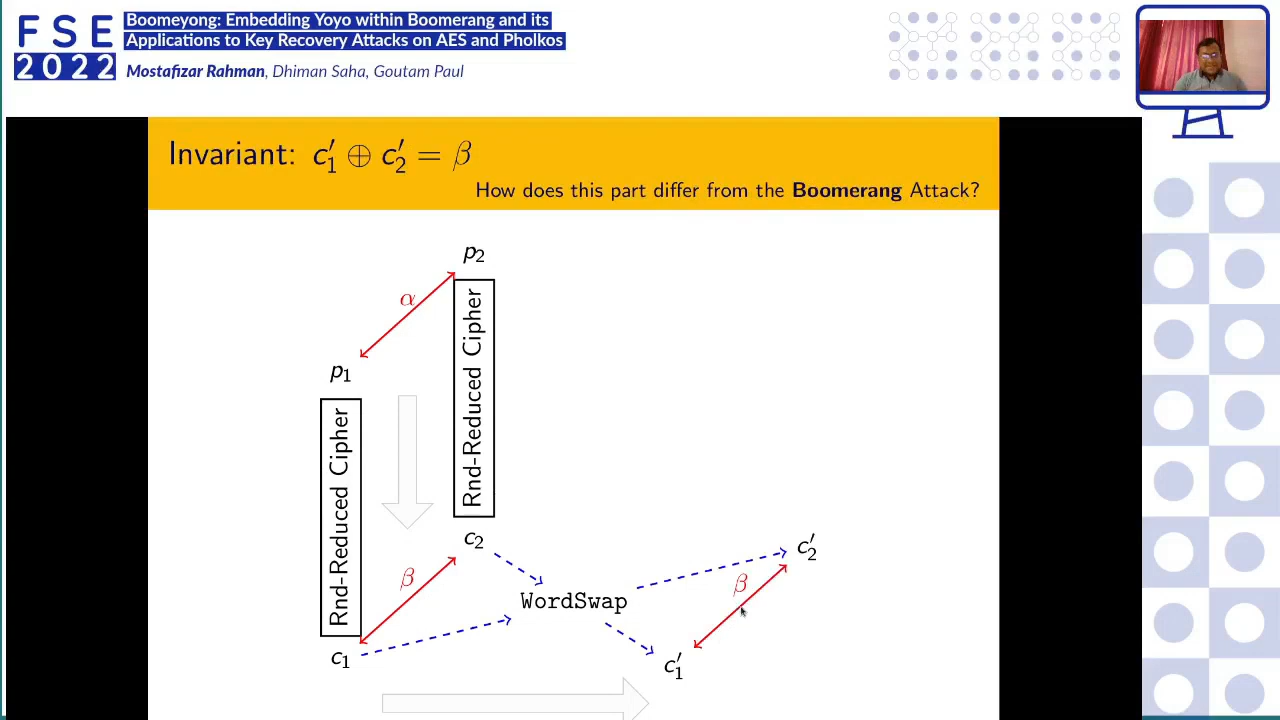 FSE
2022
Boomeyong: Embedding Yoyo within Boomerang and its
Applications to Key Recovery Attacks on AES and Pholkos
Mostafizar Rahman, Dhiman Saha, Goutam Paul
Invariant: c′₁ ⊕ c′₂ = β
How does this part differ from the Boomerang Attack?
p₂
α
p₁
Rnd-Reduced Cipher
Rnd-Reduced Cipher
c₂
c′₂
β
β
WordSwap
c₁
c′₁